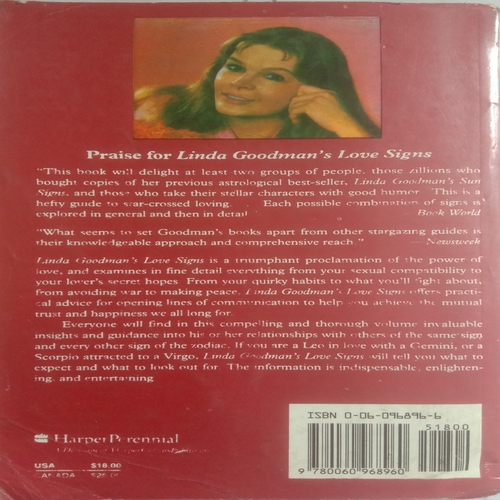 Praise for Linda Goodman's Love Signs
"This book will delight at least two groups of people, those zillions who
bought copies of her previous astrological best-seller, Linda Goodman's Sun
Signs, and those who take their stellar characters with good humor. This is a
hefty guide to star-crossed loving. . . . Each possible combination of signs is
explored in general and then in detail. Book World
"What seems to set Goodman's books apart from other stargazing guides is
their knowledgeable approach and comprehensive reach." —Newsweek
Linda Goodman's Love Signs is a triumphant proclamation of the power of
love, and examines in fine detail everything from your sexual compatibility to
your lover's secret hopes. From your quirky habits to what you'll fight about,
from avoiding war to making peace, Linda Goodman's Love Signs offers practi-
cal advice for opening lines of communication to help you achieve the mutual
trust and happiness we all long for.
Everyone will find in this compelling and thorough volume invaluable
insights and guidance into his or her relationships with others of the same sign
and every other sign of the zodiac. If you are a Leo in love with a Gemini, or a
Scorpio attracted to a Virgo, Linda Goodman's Love Signs will tell you what to
expect and what to look out for. The information is indispensable, enlighten-
ing, and entertaining.
ISBN 0-06-096896-6
51800
HarperPerennial
A Division of HarperCollinsPublishers
USA $18.00
CANADA
9 780060 968960